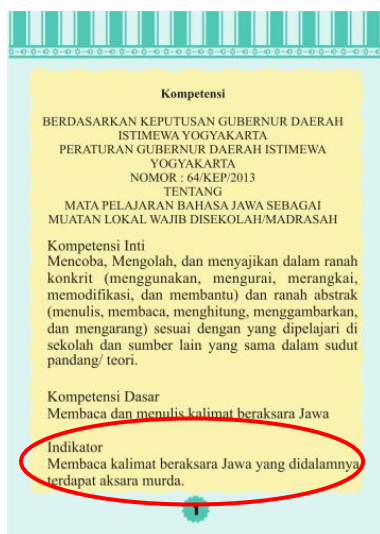 Kompetensi
BERDASARKAN KEPUTUSAN GUBERNUR DAERAH
ISTIMEWA YOGYAKARTA
PERATURAN GUBERNUR DAERAH ISTIMEWA
YOGYAKARTA
NOMOR : 64/KEP/2013
TENTANG
MATA PELAJARAN BAHASA JAWA SEBAGAI
MUATAN LOKAL WAJIB DISEKOLAH/MADRASAH
Kompetensi Inti
Mencoba, Mengolah, dan menyajikan dalam ranah
konkrit (menggunakan, mengurai, merangkai,
memodifikasi, dan membantu) dan ranah abstrak
(menulis, membaca, menghitung, menggambarkan,
dan mengarang) sesuai dengan yang dipelajari di
sekolah dan sumber lain yang sama dalam sudut
pandang/ teori.
Kompetensi Dasar
Membaca dan menulis kalimat beraksara Jawa
Indikator
Membaca kalimat beraksara Jawa yang didalamnya
terdapat aksara murda.
1